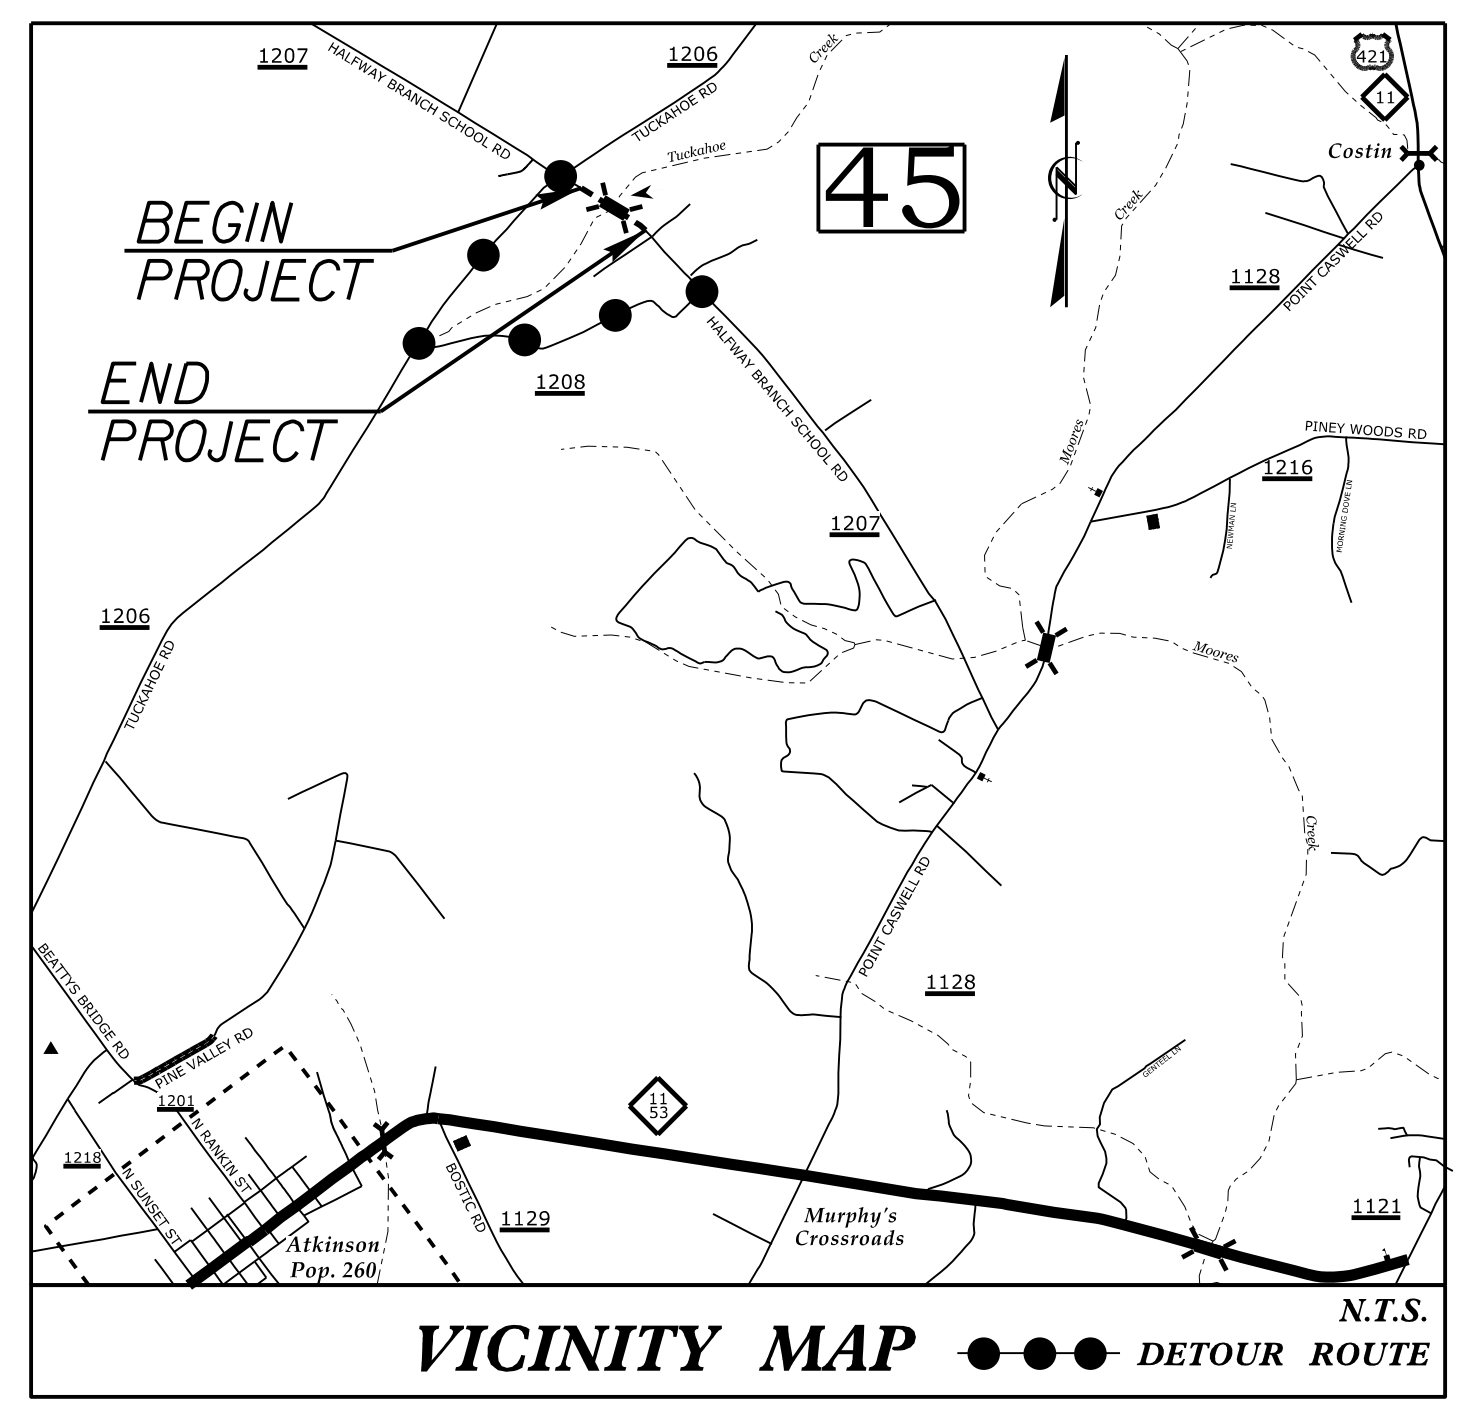 1207
HALFWAY BRANCH SCHOOL RD
1206
TUCKAHOE RD
Creek
Tuckahoe
45
N
421
11
Costin
Creek
POINT CASWELL RD
1128
BEGIN
PROJECT
END
PROJECT
1208
HALFWAY BRANCH SCHOOL RD
Moores
PINEY WOODS RD
1216
NEWMAN LN
MORNING DOVE LN
1207
1206
TUCKAHOE RD
Moores
Creek
POINT CASWELL RD
1128
BEATTYS BRIDGE RD
PINE VALLEY RD
1201
N RANKIN ST
1218
N SUNSET ST
GENTEEL LN
11
53
BOSTIC RD
1129
1121
Murphy's
Crossroads
Atkinson
Pop. 260
N.T.S.
VICINITY MAP
DETOUR ROUTE